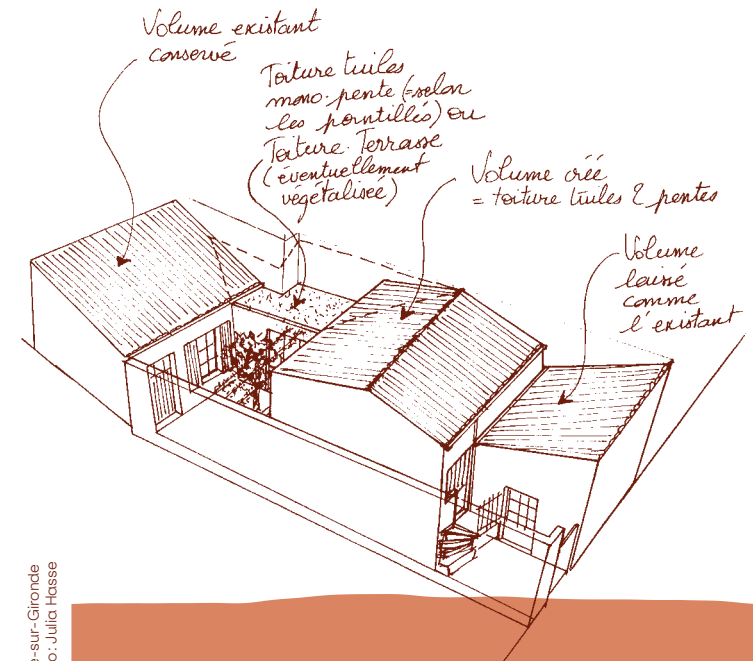 Volume existant
conservé
Toiture tuiles
mono-pente (=selon
les pointillés) ou
Toiture-Terrasse
(éventuellement
végétalisée)
Volume créé
= toiture tuiles 2 pentes
Volume
laissé
comme
l'existant
e-sur-Gironde
o: Julia Hasse